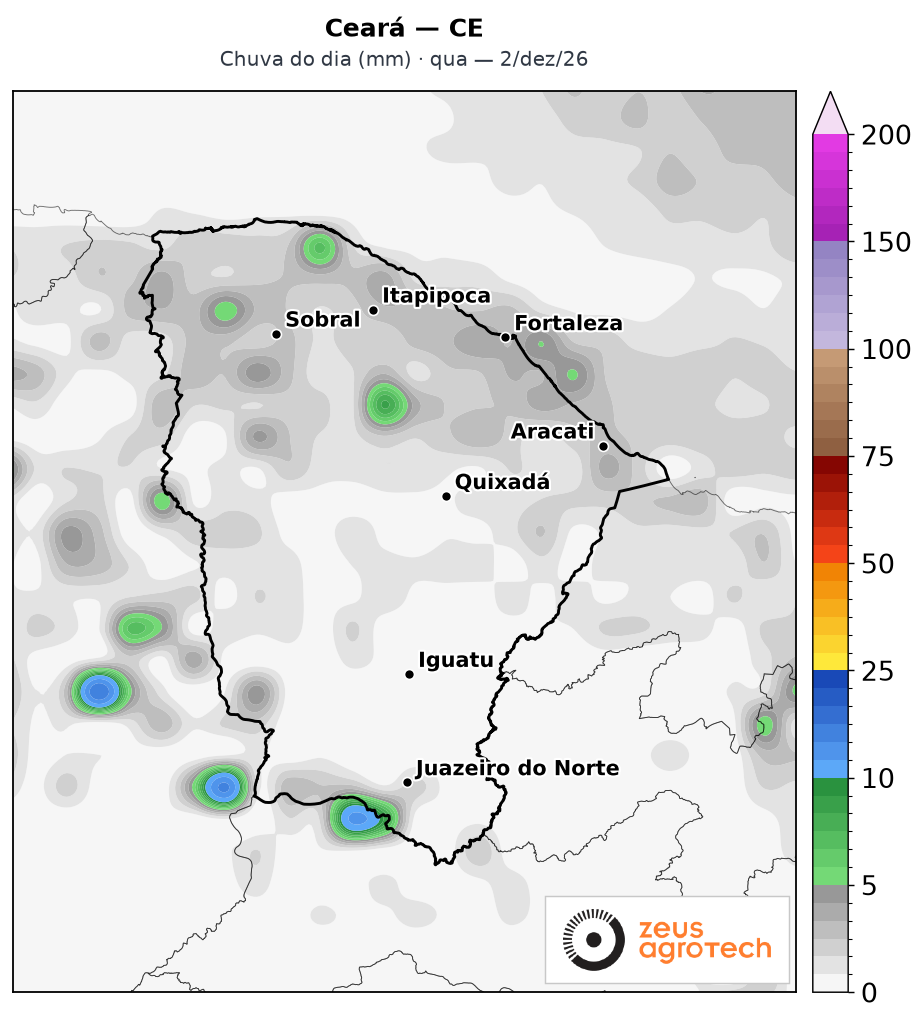 Ceará — CE
Chuva do dia (mm) · qua — 2/dez/26
200
150
100
75
50
25
10
5
0
Itapipoca
Sobral
Fortaleza
Aracati
Quixadá
Iguatu
Juazeiro do Norte
zeus
agrotech